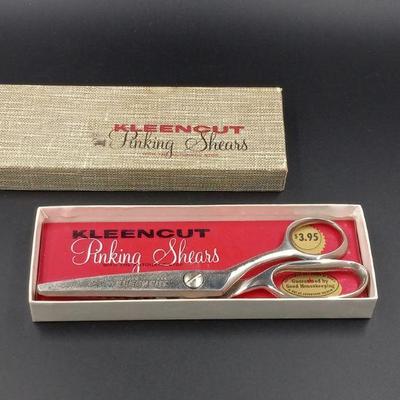 KLEENCUT
Pinking Shears
KLEENCUT
Pinking Shears
$3.95
Guaranteed by
Good Housekeeping